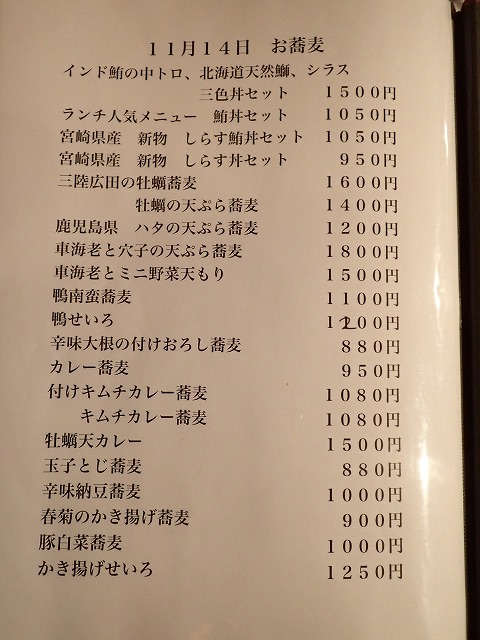 11月14日　お蕎麦
インド鮪の中トロ、北海道天然鰤、シラス
三色丼セット　1500円
ランチ人気メニュー　鮪丼セット　1050円
宮崎県産　新物　しらす鮪丼セット　1050円
宮崎県産　新物　しらす丼セット　950円
三陸広田の牡蠣蕎麦　1600円
牡蠣の天ぷら蕎麦　1400円
鹿児島県　ハタの天ぷら蕎麦　1200円
車海老と穴子の天ぷら蕎麦　1800円
車海老とミニ野菜天もり　1500円
鴨南蛮蕎麦　1100円
鴨せいろ　1200円
辛味大根の付けおろし蕎麦　880円
カレー蕎麦　950円
付けキムチカレー蕎麦　1080円
キムチカレー蕎麦　1080円
牡蠣天カレー　1500円
玉子とじ蕎麦　880円
辛味納豆蕎麦　1000円
春菊のかき揚げ蕎麦　900円
豚白菜蕎麦　1000円
かき揚げせいろ　1250円